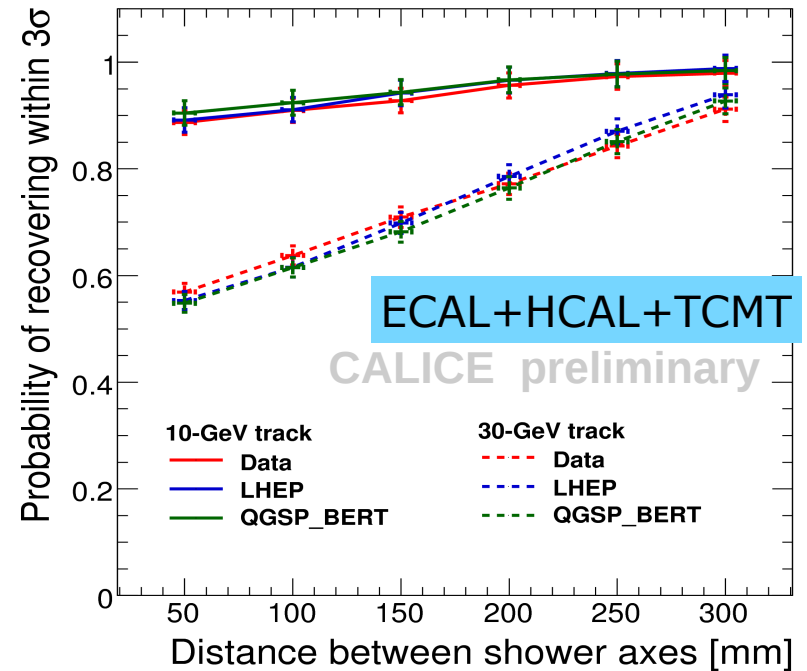 Probability of recovering within 3σ
1
0.8
0.6
0.4
0.2
0
ECAL+HCAL+TCMT
CALICE preliminary
10-GeV track
Data
LHEP
QGSP_BERT
30-GeV track
Data
LHEP
QGSP_BERT
50 100 150 200 250 300
Distance between shower axes [mm]